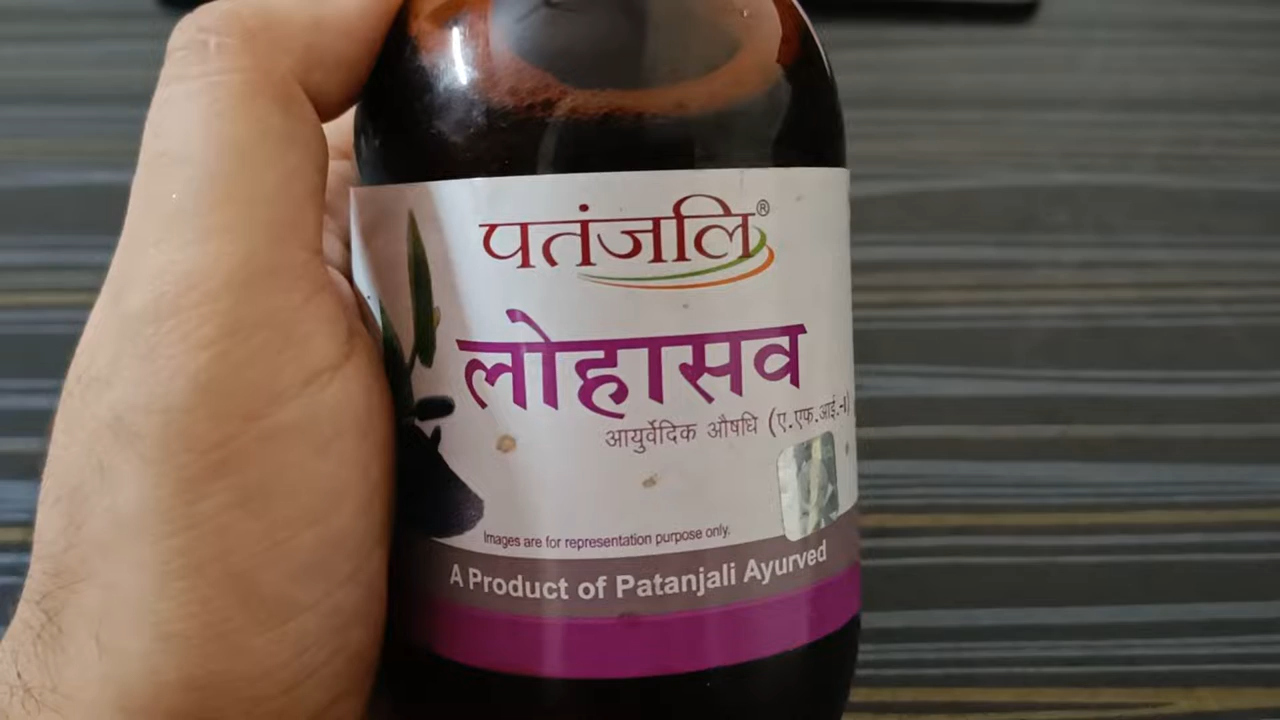 पतंजलि®
लोहासव
आयुर्वेदिक औषधि (ए.एफ.आई.-I)
Images are for representation purpose only.
A Product of Patanjali Ayurved